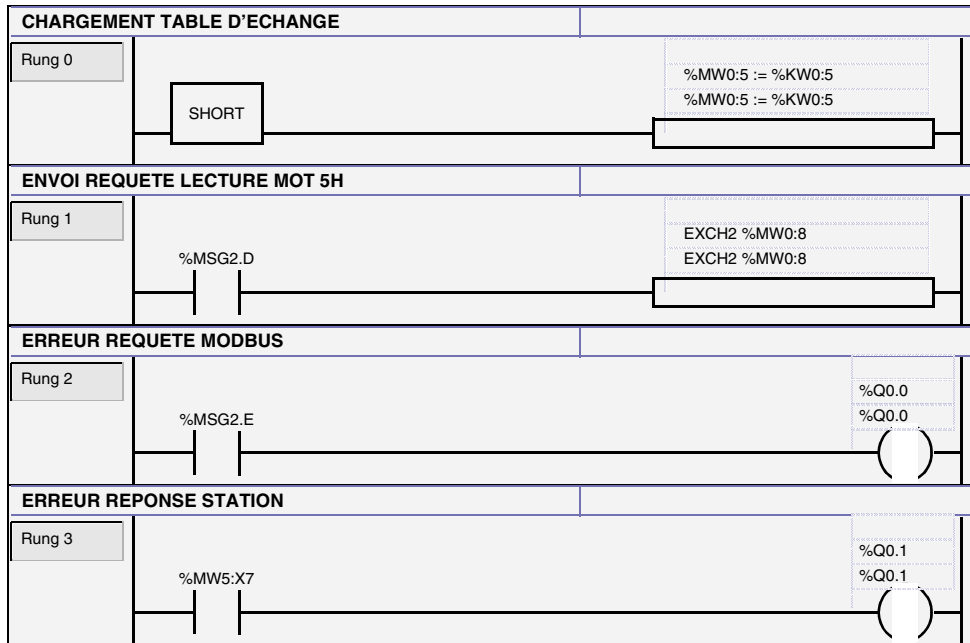 CHARGEMENT TABLE D'ECHANGE
Rung 0
SHORT
%MW0:5 := %KW0:5
%MW0:5 := %KW0:5
ENVOI REQUETE LECTURE MOT 5H
Rung 1
%MSG2.D
EXCH2 %MW0:8
EXCH2 %MW0:8
ERREUR REQUETE MODBUS
Rung 2
%MSG2.E
%Q0.0
%Q0.0
ERREUR REPONSE STATION
Rung 3
%MW5:X7
%Q0.1
%Q0.1